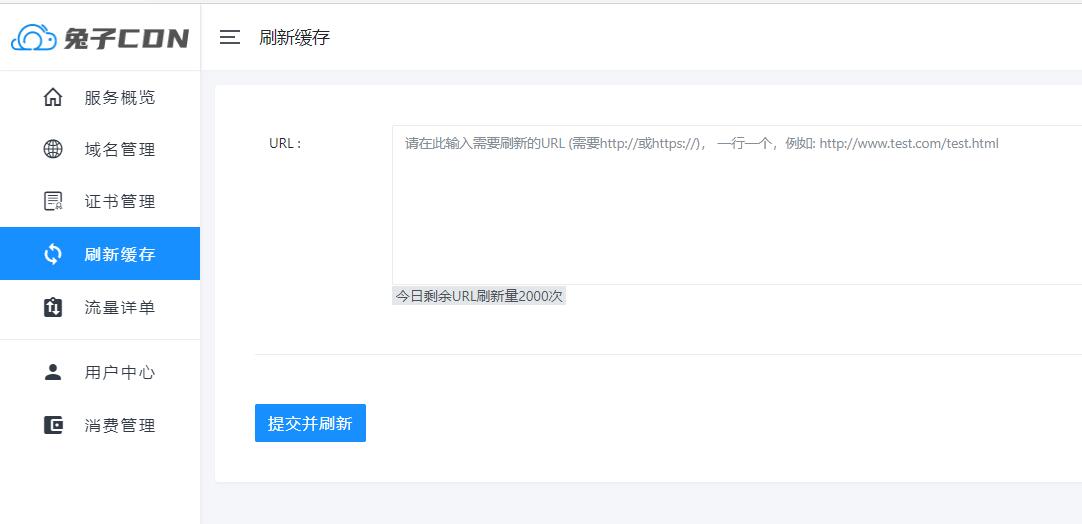 兔子CDN
刷新缓存
服务概览
域名管理
证书管理
刷新缓存
流量详单
用户中心
消费管理
URL :
请在此输入需要刷新的URL (需要http://或https://)， 一行一个，例如: http://www.test.com/test.html
今日剩余URL刷新量2000次
提交并刷新